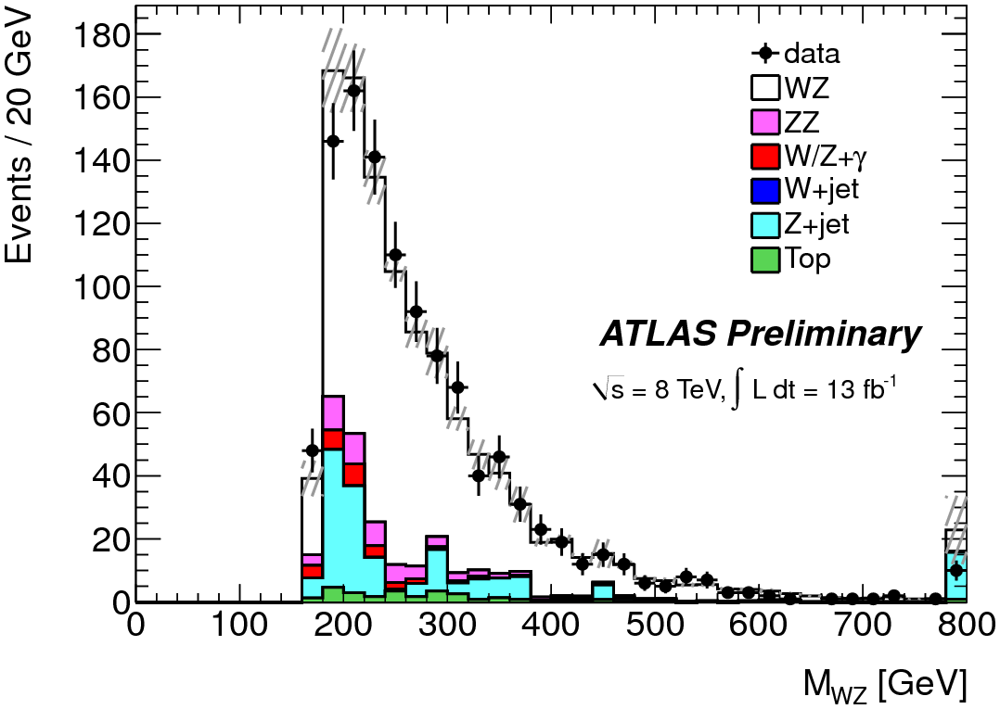 Events / 20 GeV
180
160
140
120
100
80
60
40
20
0
data
WZ
ZZ
W/Z+γ
W+jet
Z+jet
Top
ATLAS Preliminary
√s = 8 TeV, ∫ L dt = 13 fb⁻¹
0 100 200 300 400 500 600 700 800
M_WZ [GeV]